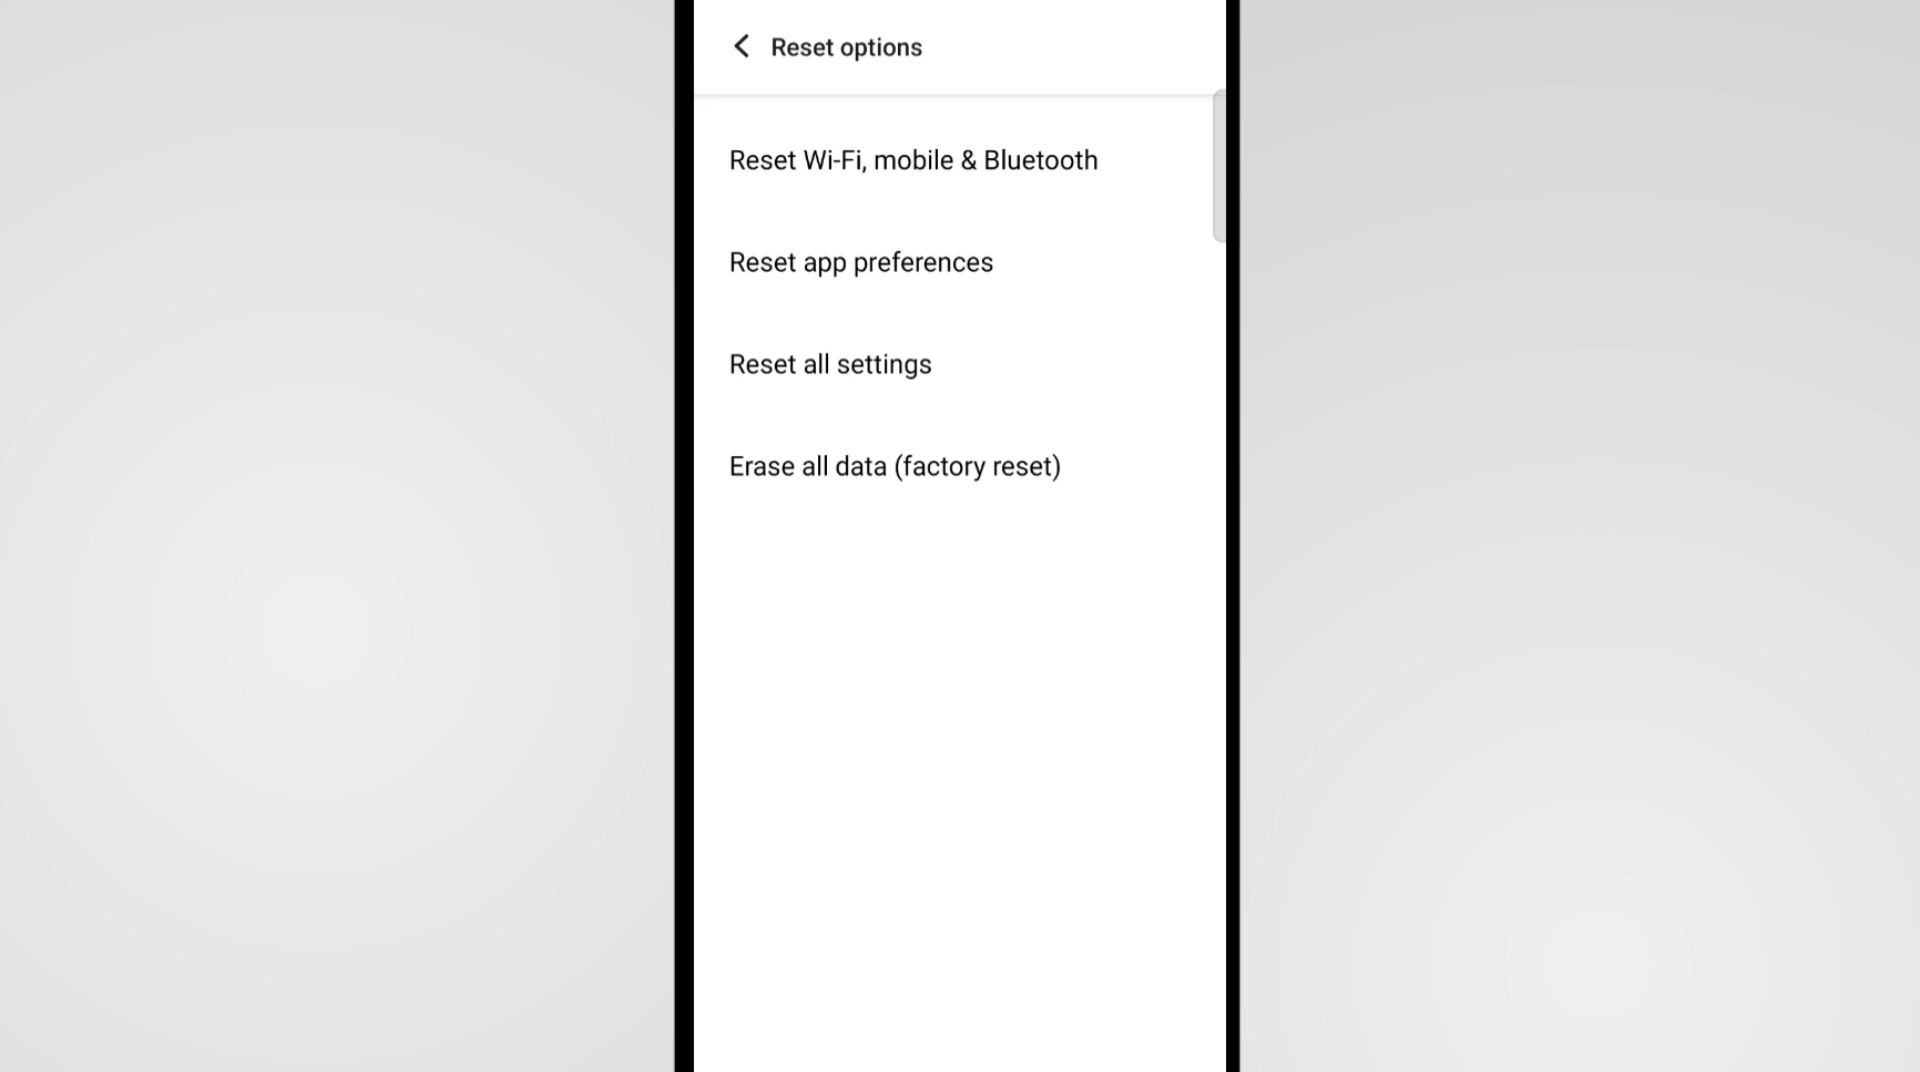 Reset options
Reset Wi-Fi, mobile & Bluetooth
Reset app preferences
Reset all settings
Erase all data (factory reset)